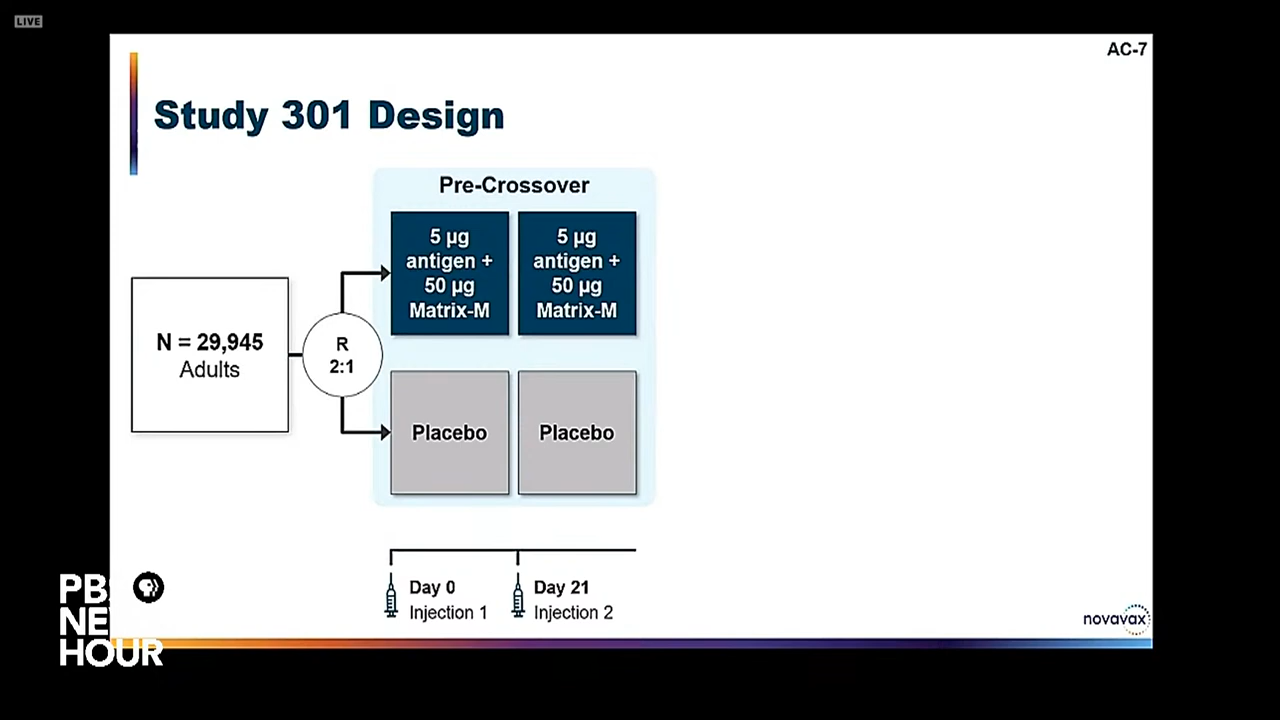 LIVE
AC-7
Study 301 Design
Pre-Crossover
5 µg
antigen +
50 µg
Matrix-M
5 µg
antigen +
50 µg
Matrix-M
N = 29,945
Adults
R
2:1
Placebo
Placebo
Day 0
Injection 1
Day 21
Injection 2
novavax
PBS
NEWS
HOUR